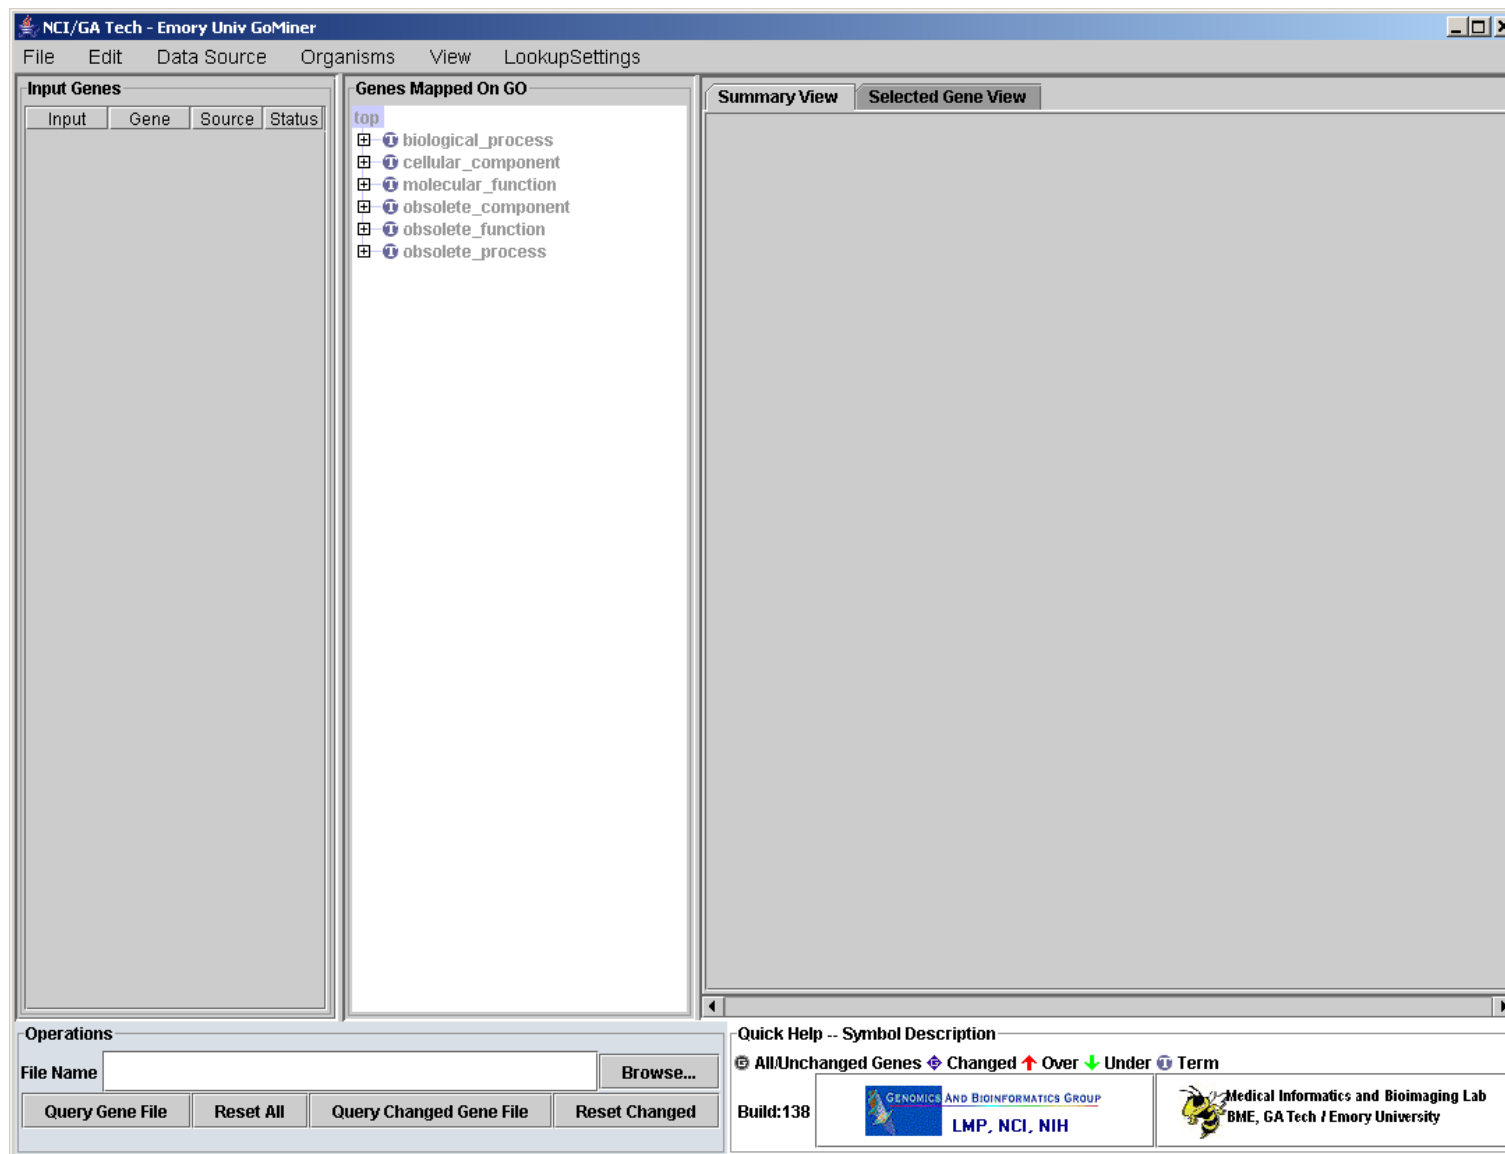 NCI/GA Tech - Emory Univ GoMiner
File Edit Data Source Organisms View LookupSettings
Input Genes
Input Gene Source Status
Genes Mapped On GO
top
biological_process
cellular_component
molecular_function
obsolete_component
obsolete_function
obsolete_process
Summary View Selected Gene View
Operations
File Name Browse...
Query Gene File Reset All Query Changed Gene File Reset Changed
Quick Help -- Symbol Description
G All/Unchanged Genes G Changed Over Under T Term
Build:138
GENOMICS AND BIOINFORMATICS GROUP
LMP, NCI, NIH
Medical Informatics and Bioimaging Lab
BME, GA Tech / Emory University